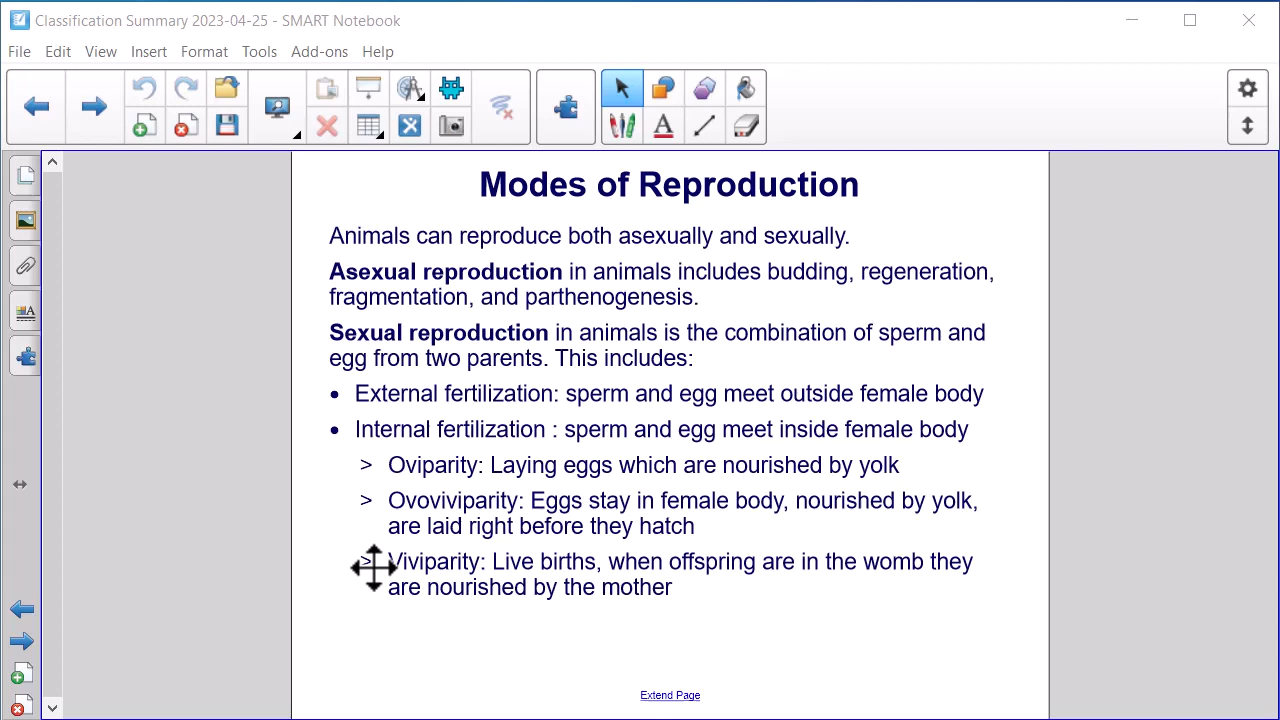 Classification Summary 2023-04-25 - SMART Notebook
File Edit View Insert Format Tools Add-ons Help
Modes of Reproduction
Animals can reproduce both asexually and sexually.
Asexual reproduction in animals includes budding, regeneration,
fragmentation, and parthenogenesis.
Sexual reproduction in animals is the combination of sperm and
egg from two parents. This includes:
• External fertilization: sperm and egg meet outside female body
• Internal fertilization : sperm and egg meet inside female body
> Oviparity: Laying eggs which are nourished by yolk
> Ovoviviparity: Eggs stay in female body, nourished by yolk,
are laid right before they hatch
> Viviparity: Live births, when offspring are in the womb they
are nourished by the mother
Extend Page